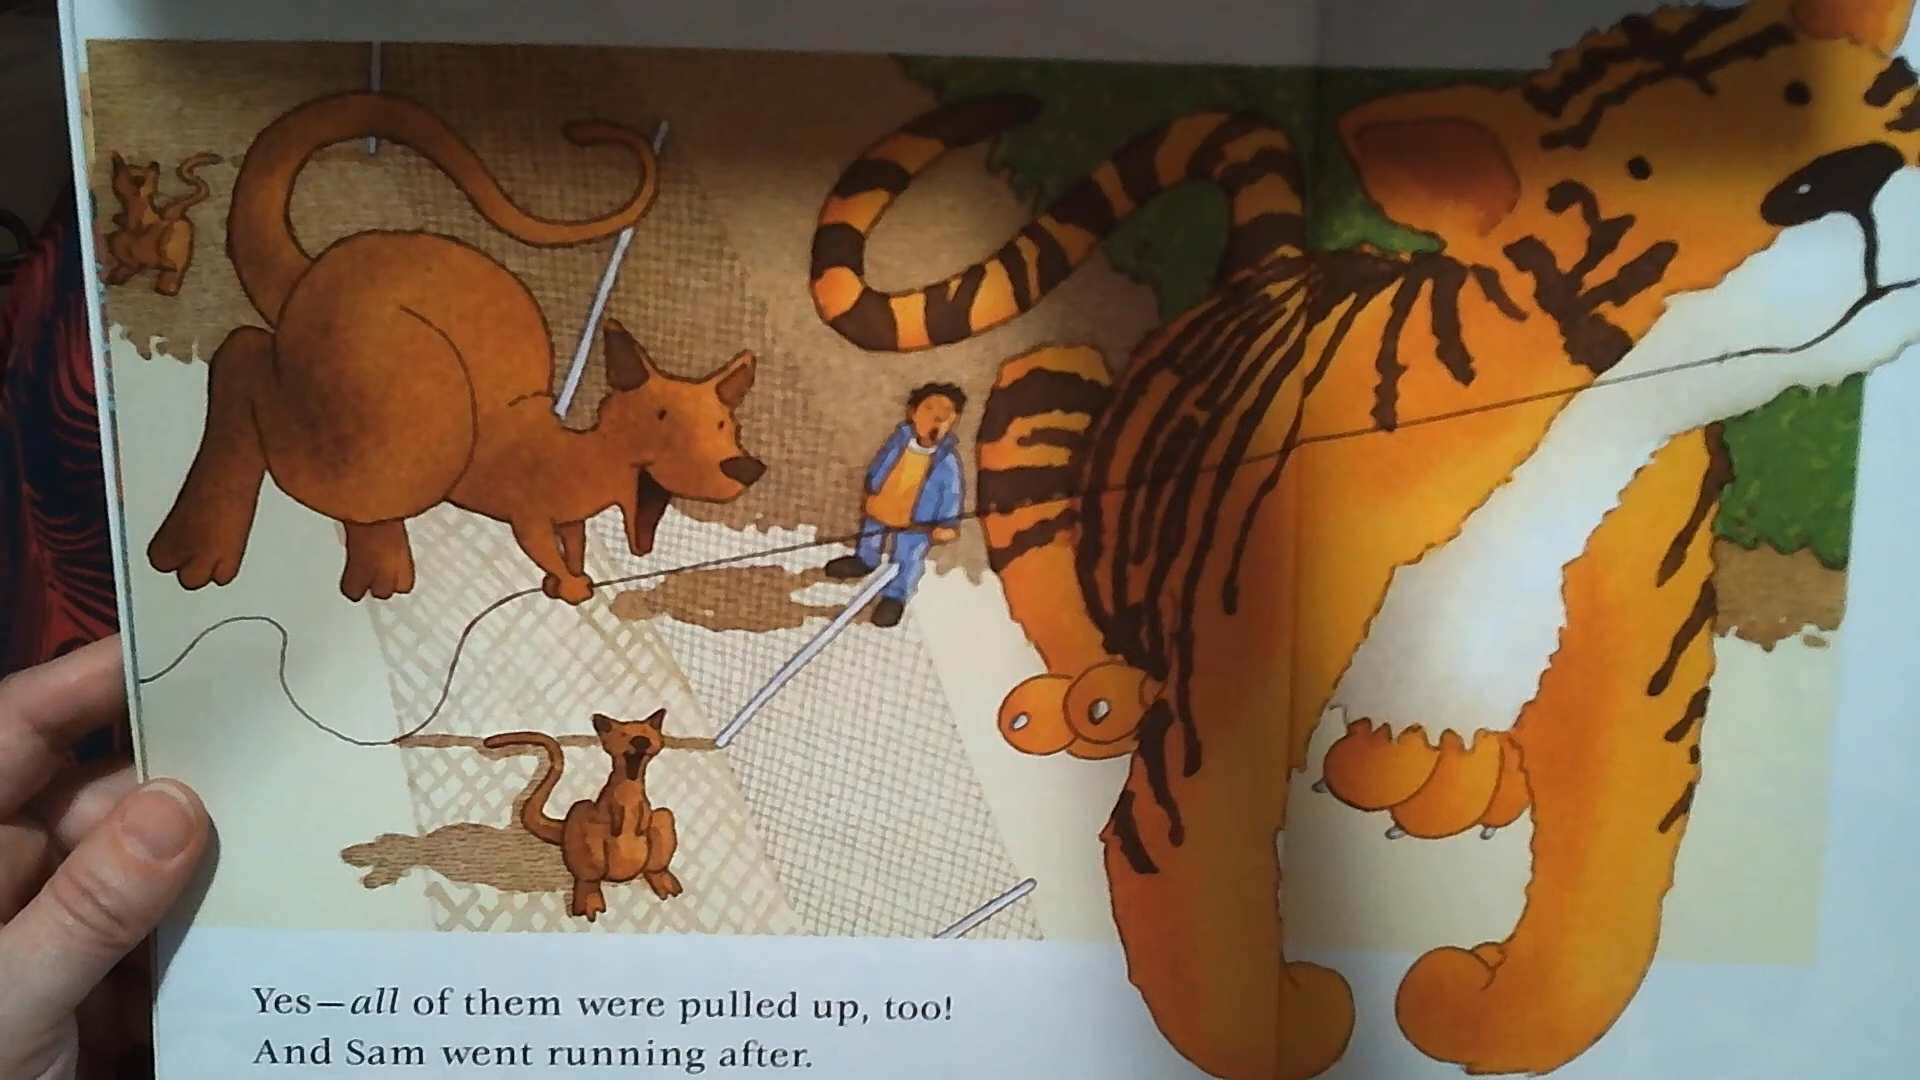 Yes—all of them were pulled up, too!
And Sam went running after.